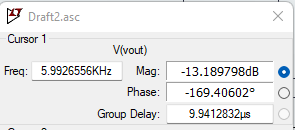 Draft2.asc
Cursor 1
V(vout)
Freq: 5.9926556KHz Mag: -13.189798dB
Phase: -169.40602°
Group Delay: 9.9412832µs